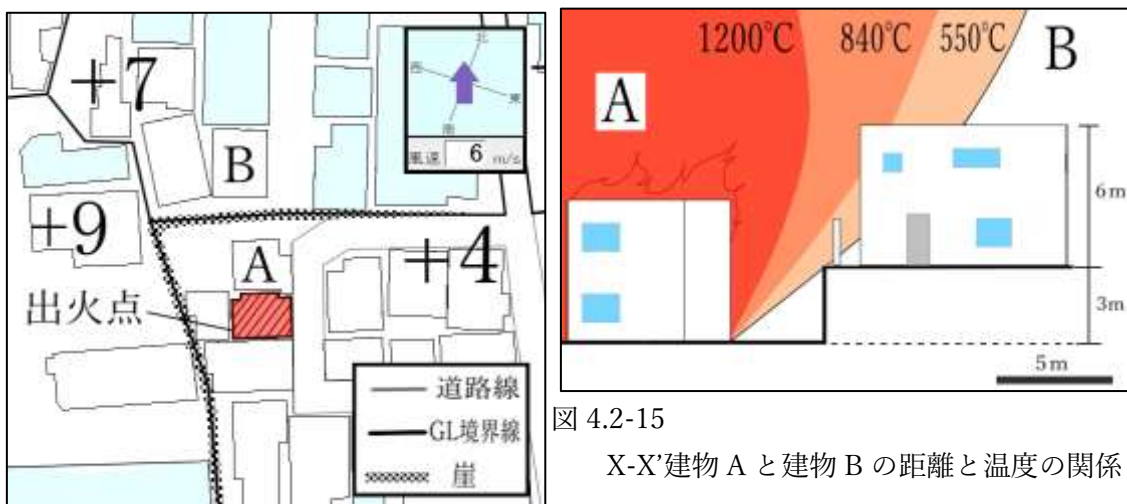 +7
B
+9
A
+4
出火点
北
西
東
南
風速 6 m/s
道路線
GL境界線
崖
1200℃
840℃
550℃
A
B
6m
3m
5m
図 4.2-15
X-X’建物 A と建物 B の距離と温度の関係